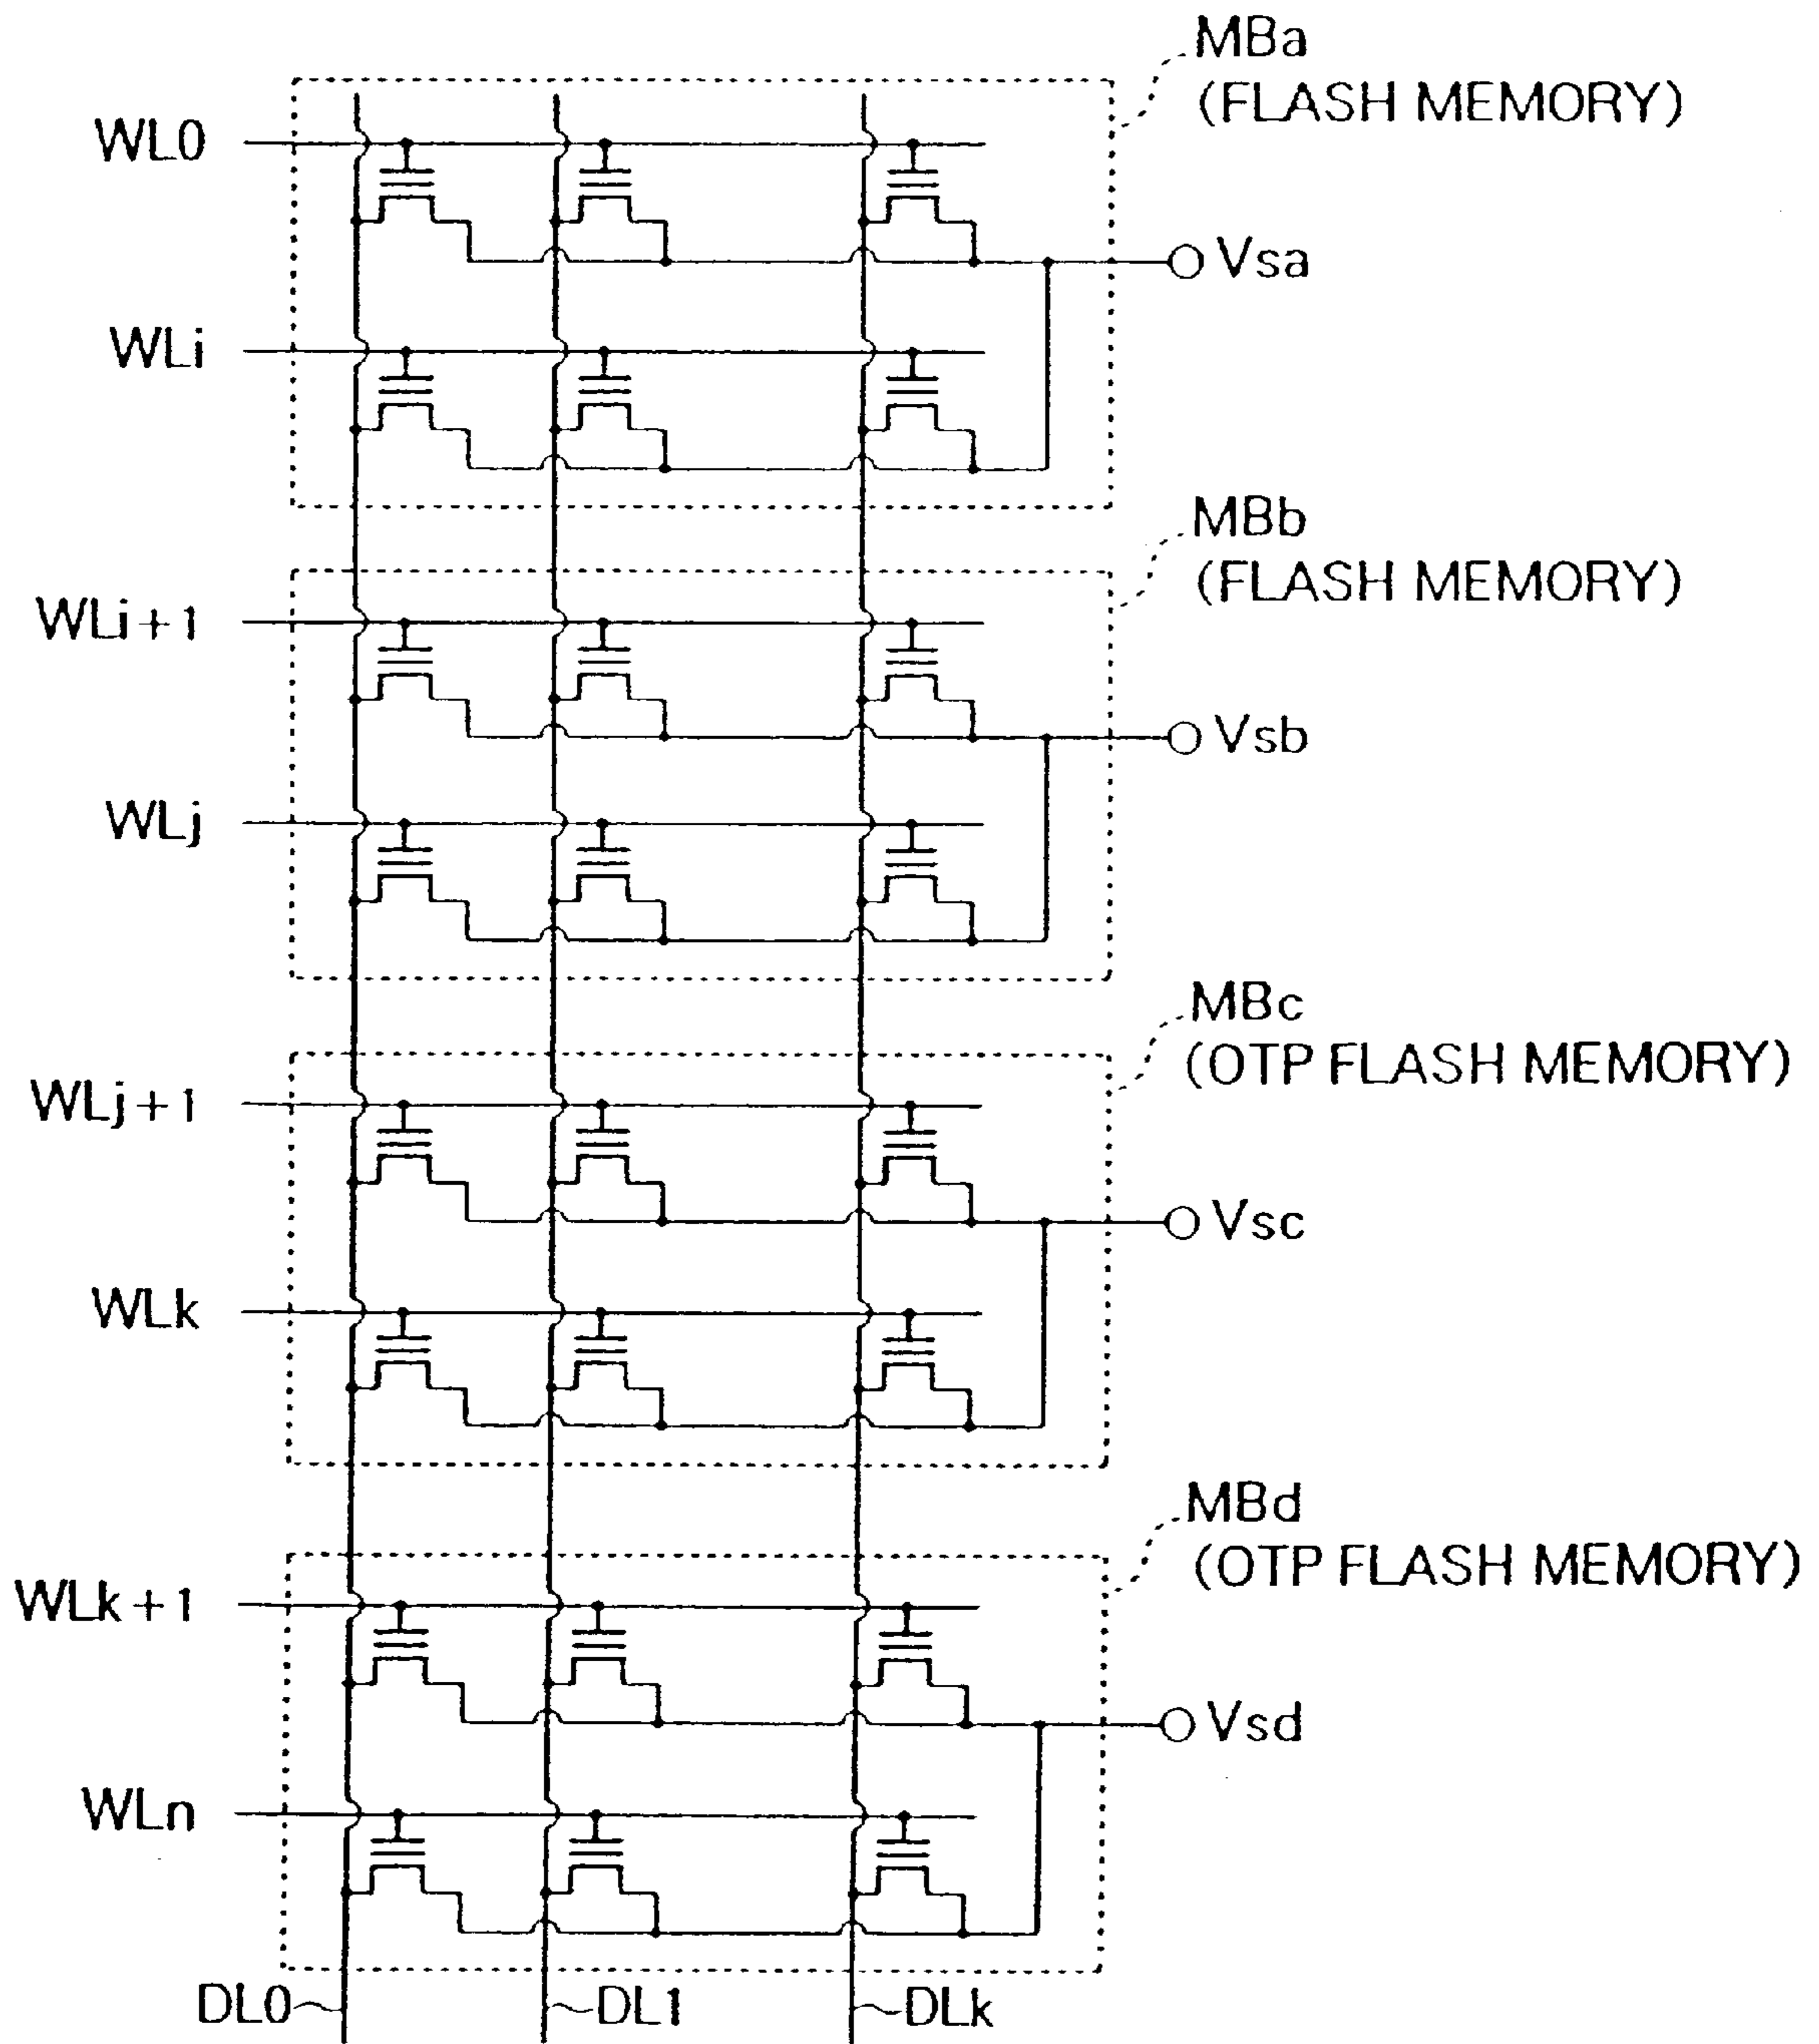 MBa
(FLASH MEMORY)
WL0
Vsa
WLi
MBb
(FLASH MEMORY)
WLi+1
Vsb
WLj
MBc
(OTP FLASH MEMORY)
WLj+1
Vsc
WLk
MBd
(OTP FLASH MEMORY)
WLk+1
Vsd
WLn
DL0
DL1
DLk